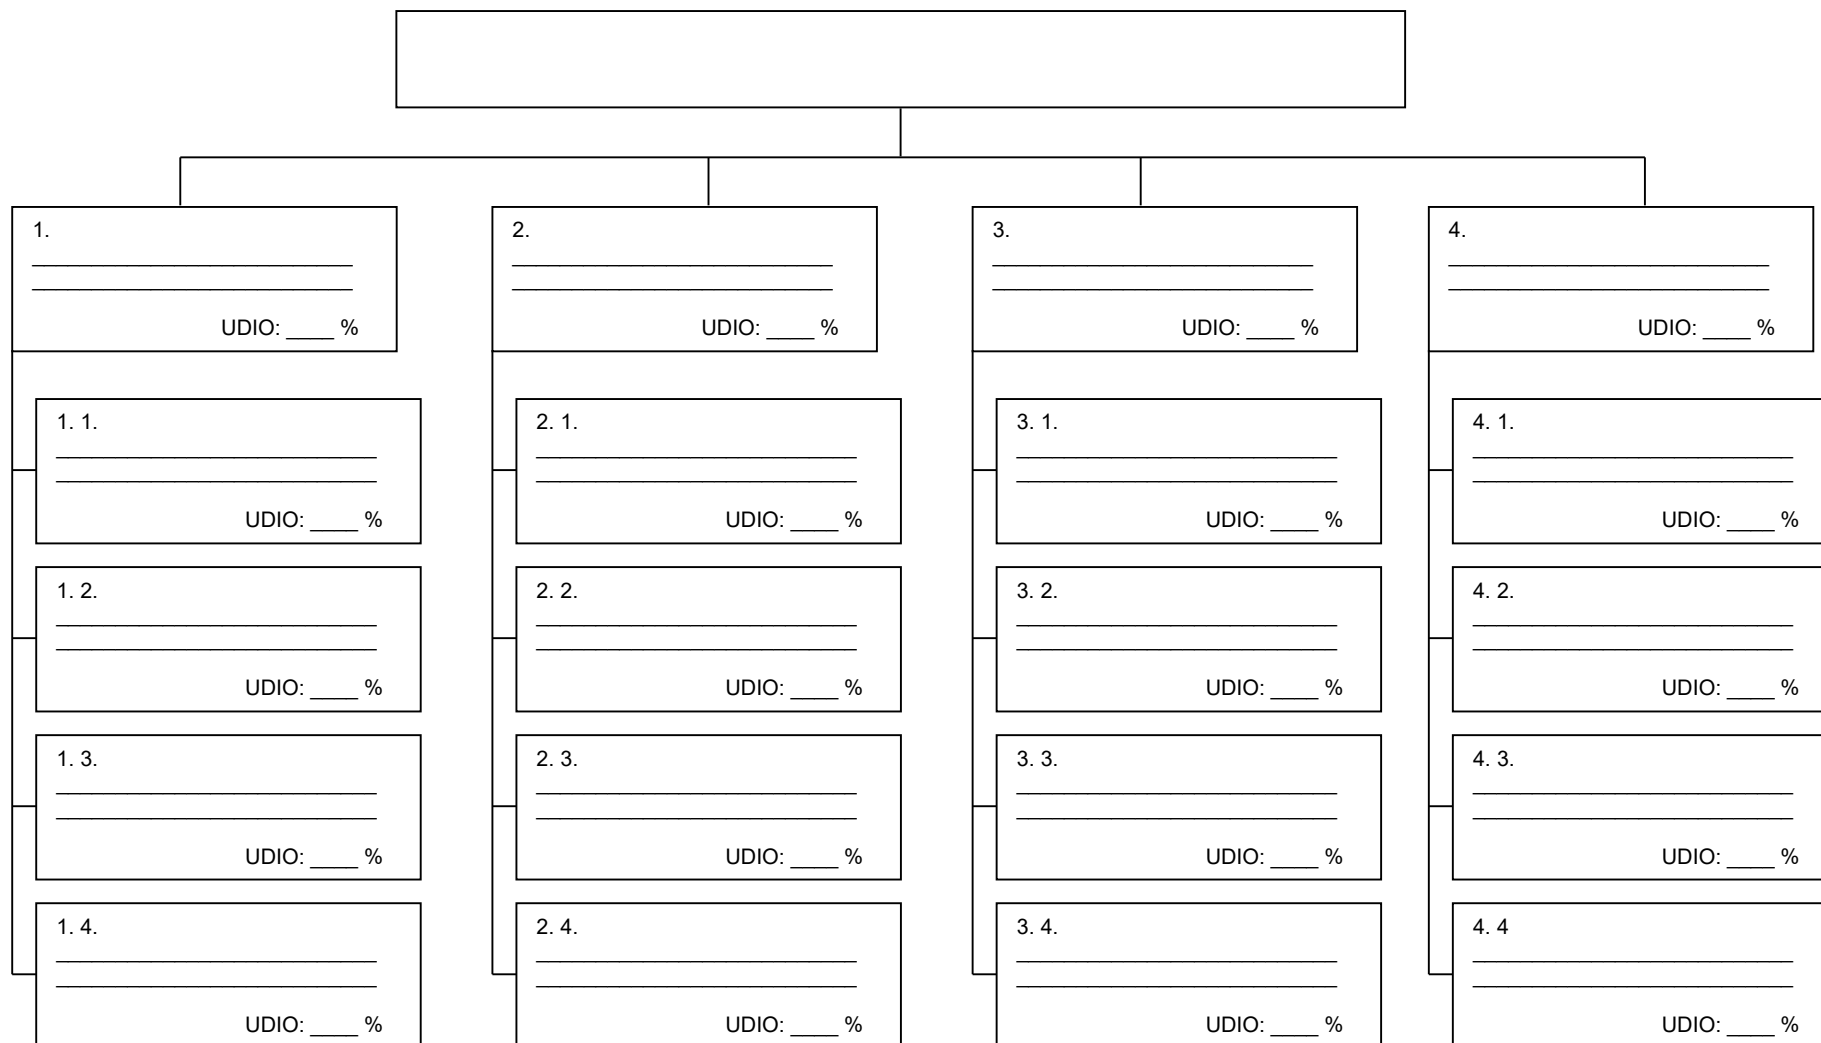 1.
UDIO: ____ %
1. 1.
UDIO: ____ %
1. 2.
UDIO: ____ %
1. 3.
UDIO: ____ %
1. 4.
UDIO: ____ %
2.
UDIO: ____ %
2. 1.
UDIO: ____ %
2. 2.
UDIO: ____ %
2. 3.
UDIO: ____ %
2. 4.
UDIO: ____ %
3.
UDIO: ____ %
3. 1.
UDIO: ____ %
3. 2.
UDIO: ____ %
3. 3.
UDIO: ____ %
3. 4.
UDIO: ____ %
4.
UDIO: ____ %
4. 1.
UDIO: ____ %
4. 2.
UDIO: ____ %
4. 3.
UDIO: ____ %
4. 4
UDIO: ____ %